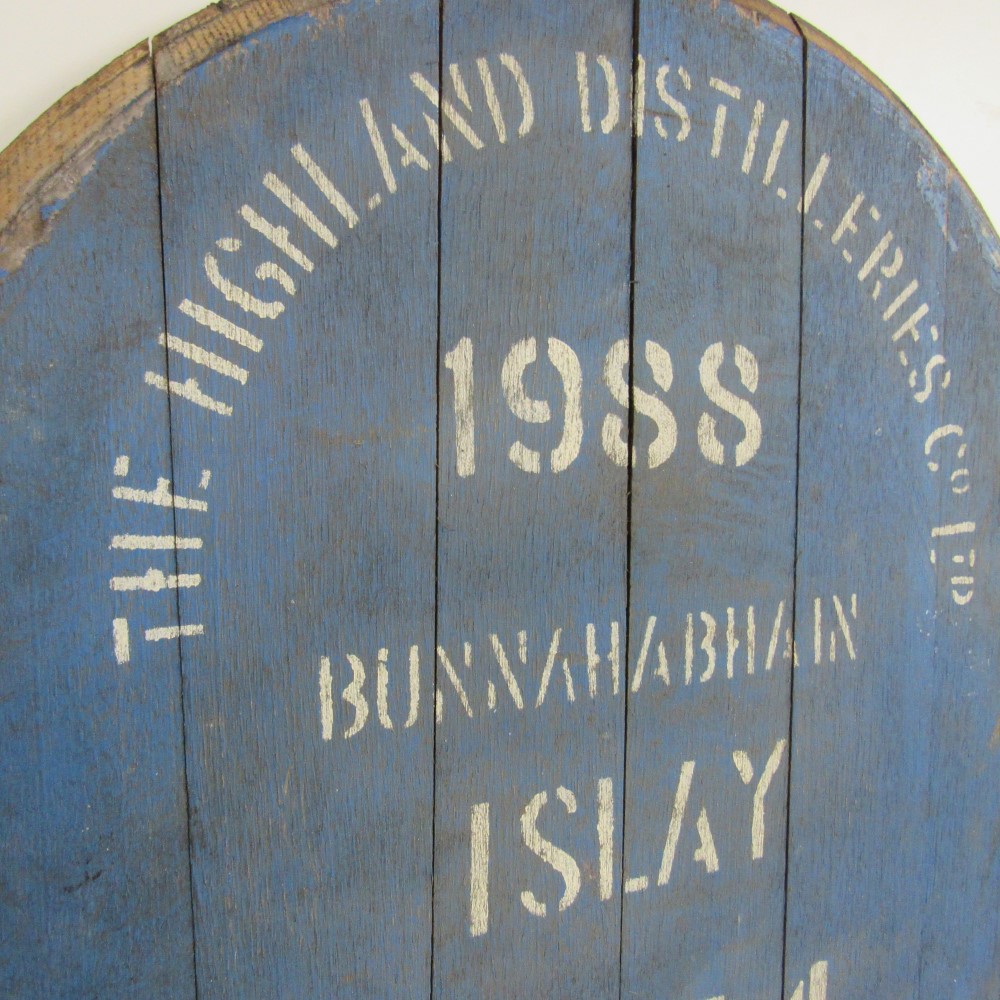 THE HIGHLAND DISTILLERIES Co LTD
1988
BUNNAHABHAIN
ISLAY